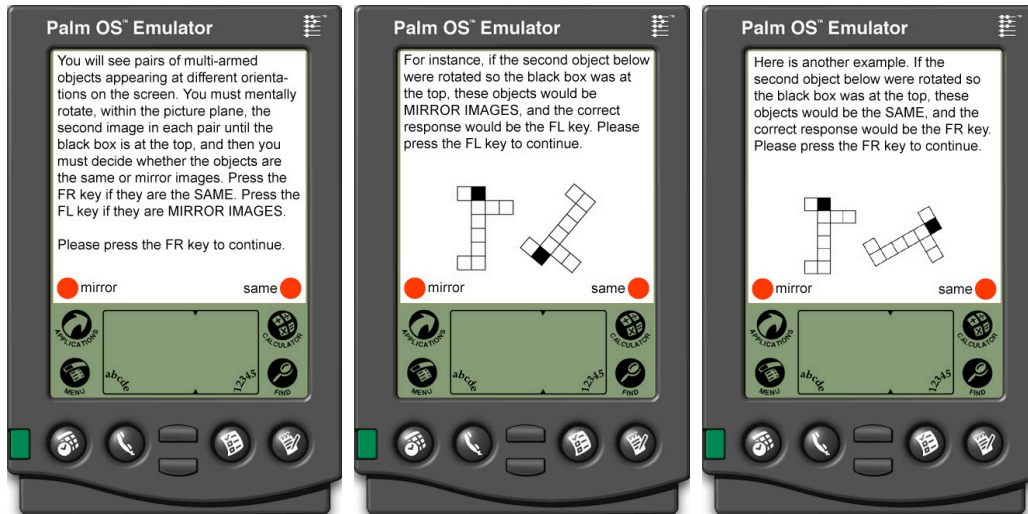 Palm OS™ Emulator
You will see pairs of multi-armed
objects appearing at different orienta-
tions on the screen. You must mentally
rotate, within the picture plane, the
second image in each pair until the
black box is at the top, and then you
must decide whether the objects are
the same or mirror images. Press the
FR key if they are the SAME. Press the
FL key if they are MIRROR IMAGES.
Please press the FR key to continue.
mirror same
APPLICATIONS
CALCULATOR
MENU
abcde
12345
FIND
Palm OS™ Emulator
For instance, if the second object below
were rotated so the black box was at
the top, these objects would be
MIRROR IMAGES, and the correct
response would be the FL key. Please
press the FL key to continue.
mirror same
APPLICATIONS
CALCULATOR
MENU
abcde
12345
FIND
Palm OS™ Emulator
Here is another example. If the
second object below were rotated so
the black box was at the top, these
objects would be the SAME, and the
correct response would be the FR key.
Please press the FR key to continue.
mirror same
APPLICATIONS
CALCULATOR
MENU
abcde
12345
FIND